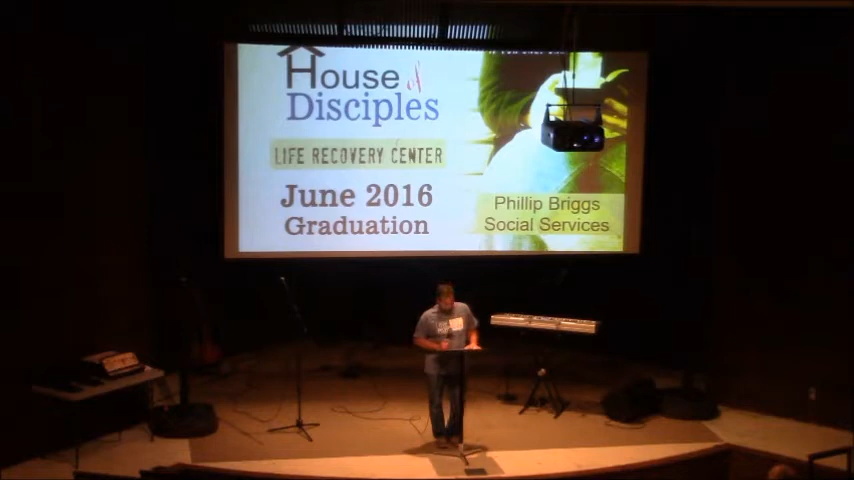 House of
Disciples
LIFE RECOVERY CENTER
June 2016
Graduation
Phillip Briggs
Social Services